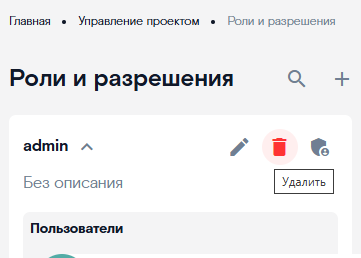 Главная • Управление проектом • Роли и разрешения
Роли и разрешения
admin
Без описания
Удалить
Пользователи